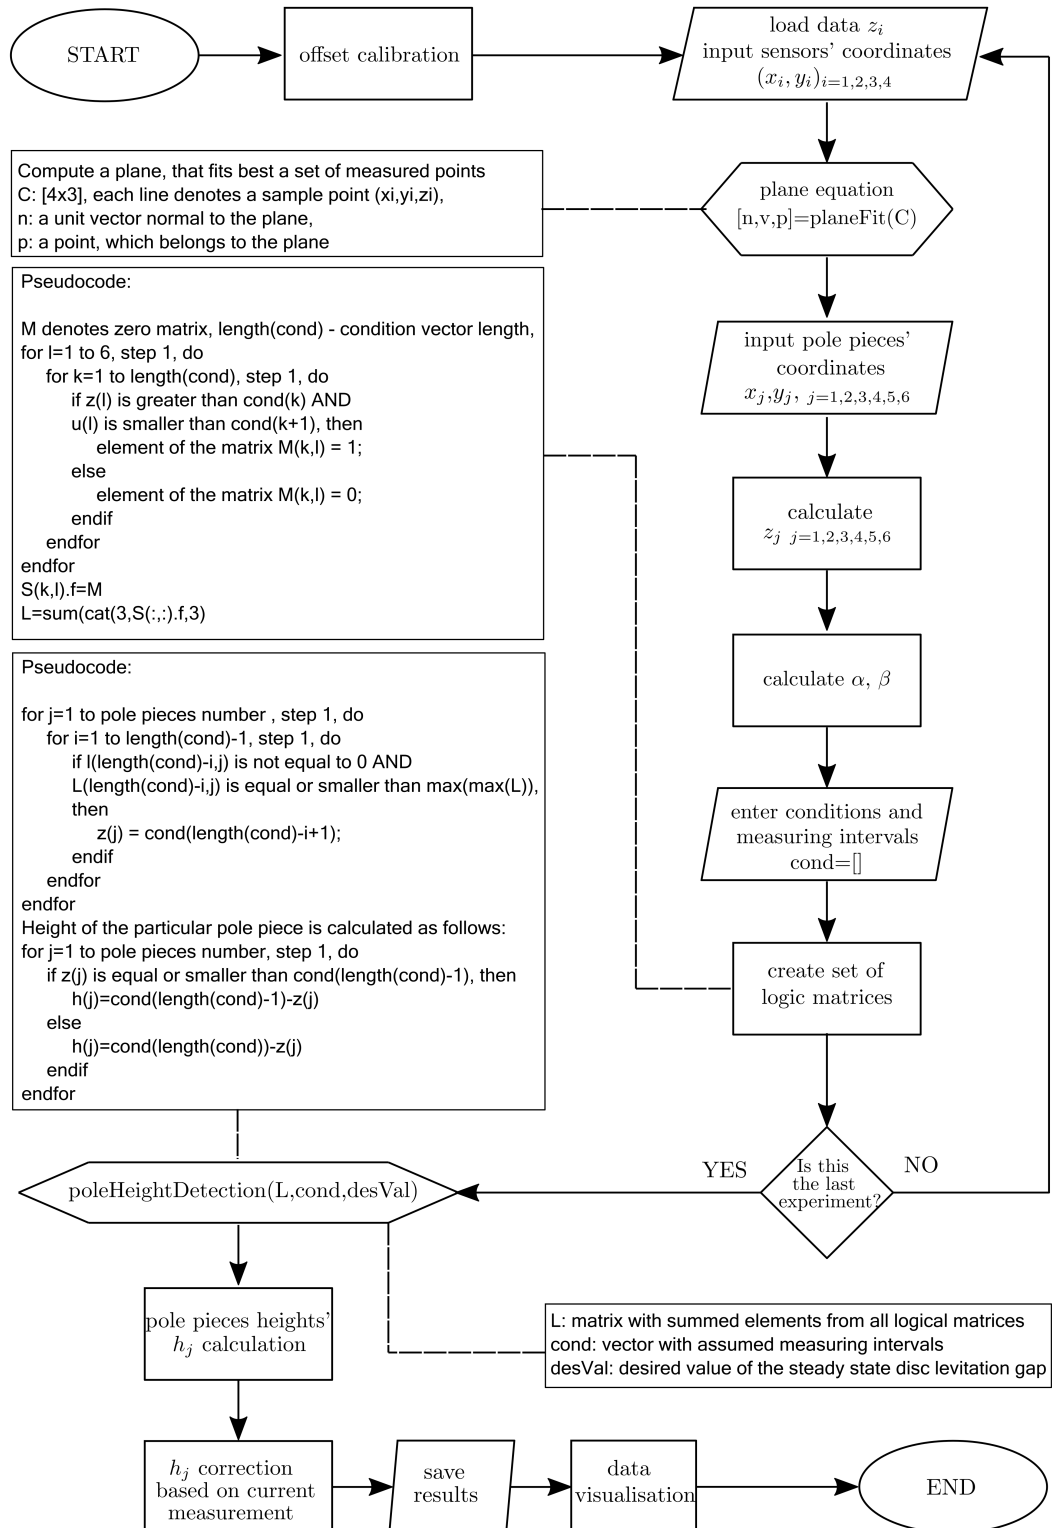 START
offset calibration
load data z_i
input sensors' coordinates
(x_i, y_i)_{i=1,2,3,4}
Compute a plane, that fits best a set of measured points
C: [4x3], each line denotes a sample point (xi,yi,zi),
n: a unit vector normal to the plane,
p: a point, which belongs to the plane
plane equation
[n,v,p]=planeFit(C)
Pseudocode:
M denotes zero matrix, length(cond) - condition vector length,
for l=1 to 6, step 1, do
for k=1 to length(cond), step 1, do
if z(l) is greater than cond(k) AND
u(l) is smaller than cond(k+1), then
element of the matrix M(k,l) = 1;
else
element of the matrix M(k,l) = 0;
endif
endfor
endfor
S(k,l).f=M
L=sum(cat(3,S(:,:).f,3)
input pole pieces'
coordinates
x_j,y_j, j=1,2,3,4,5,6
calculate
z_j j=1,2,3,4,5,6
calculate α, β
enter conditions and
measuring intervals
cond=[]
create set of
logic matrices
Pseudocode:
for j=1 to pole pieces number , step 1, do
for i=1 to length(cond)-1, step 1, do
if l(length(cond)-i,j) is not equal to 0 AND
L(length(cond)-i,j) is equal or smaller than max(max(L)),
then
z(j) = cond(length(cond)-i+1);
endif
endfor
endfor
Height of the particular pole piece is calculated as follows:
for j=1 to pole pieces number, step 1, do
if z(j) is equal or smaller than cond(length(cond)-1), then
h(j)=cond(length(cond)-1)-z(j)
else
h(j)=cond(length(cond))-z(j)
endif
endfor
YES
Is this
the last
experiment?
NO
poleHeightDetection(L,cond,desVal)
pole pieces heights'
h_j calculation
L: matrix with summed elements from all logical matrices
cond: vector with assumed measuring intervals
desVal: desired value of the steady state disc levitation gap
h_j correction
based on current
measurement
save
results
data
visualisation
END